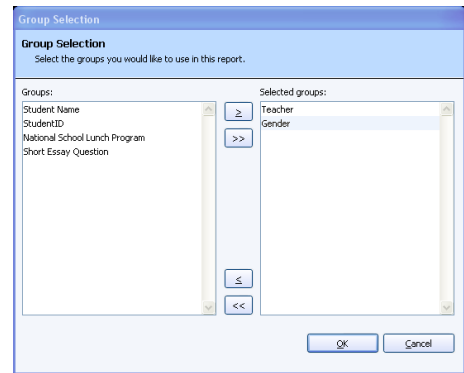 Group Selection
Group Selection
Select the groups you would like to use in this report.
Groups:
Student Name
StudentID
National School Lunch Program
Short Essay Question
≥
>>
≤
<<
Selected groups:
Teacher
Gender
OK
Cancel